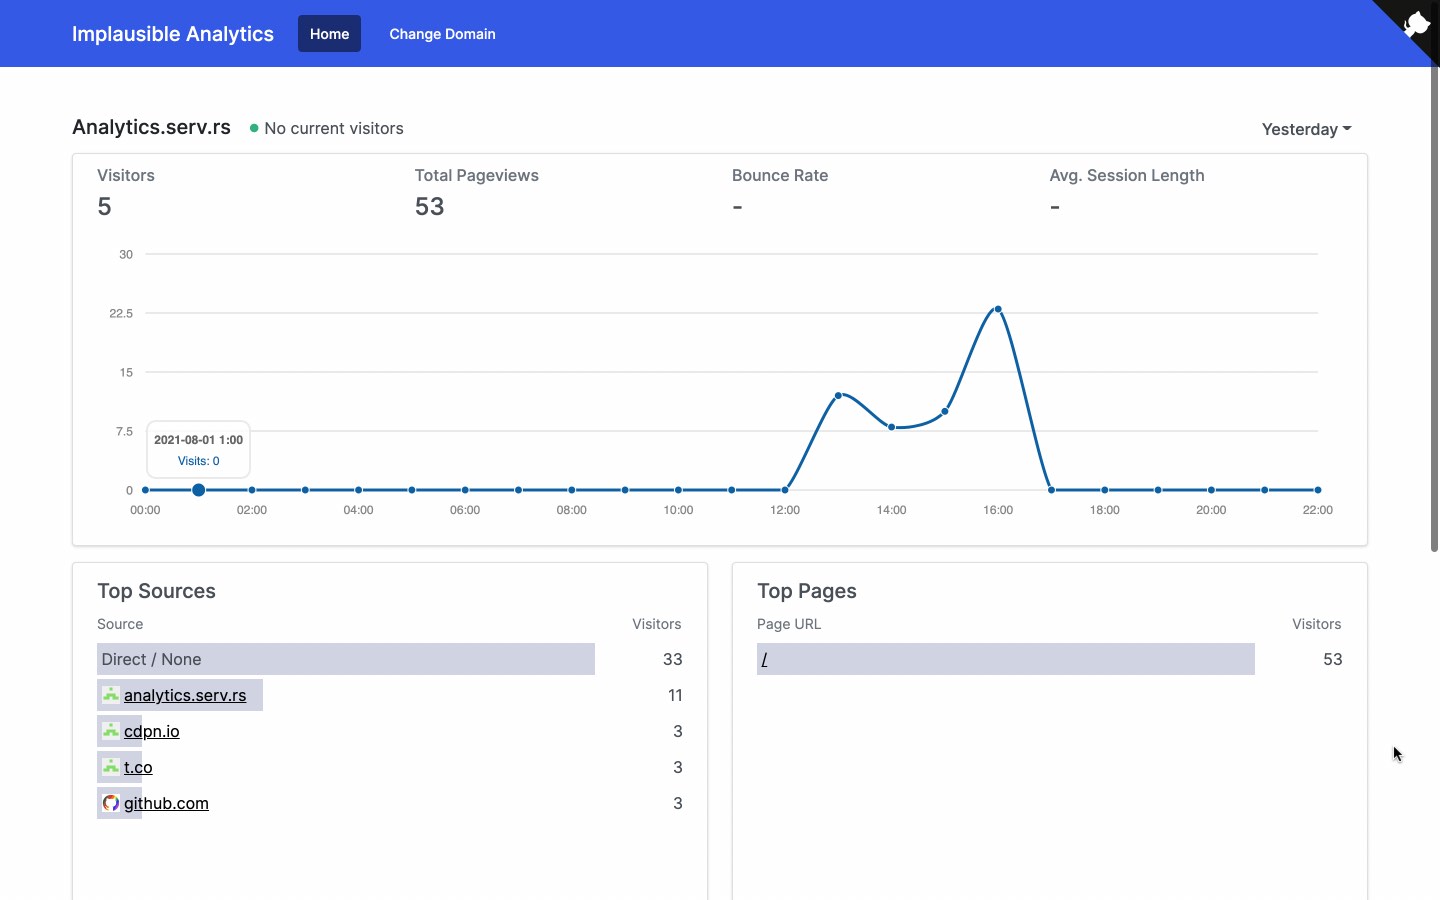 Implausible Analytics Home Change Domain
Analytics.serv.rs No current visitors Yesterday
Visitors Total Pageviews Bounce Rate Avg. Session Length
5 53 - -
30
22.5
15
7.5
2021-08-01 1:00
Visits: 0
0
00:00 02:00 04:00 06:00 08:00 10:00 12:00 14:00 16:00 18:00 20:00 22:00
Top Sources
Source Visitors
Direct / None 33
analytics.serv.rs 11
cdpn.io 3
t.co 3
github.com 3
Top Pages
Page URL Visitors
/ 53